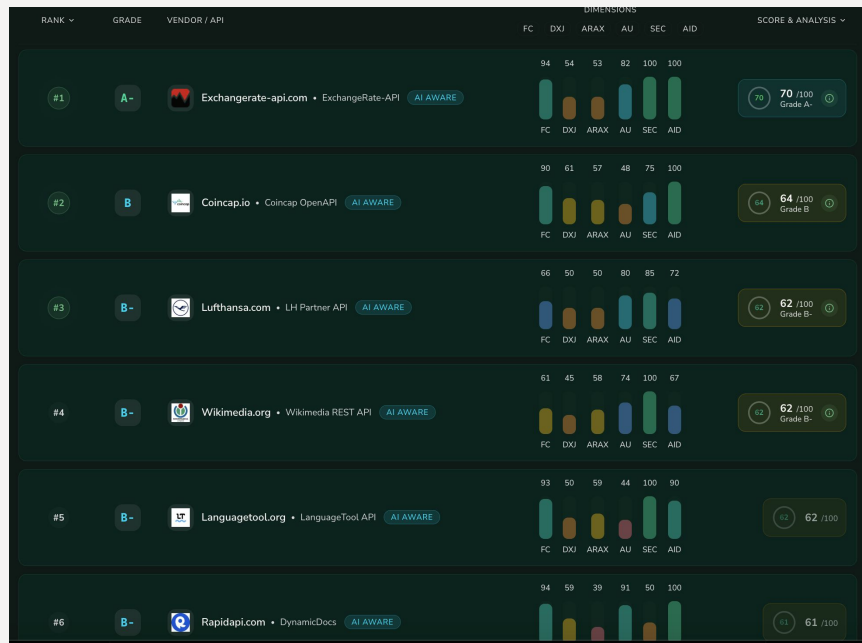 DIMENSIONS
RANK GRADE VENDOR / API FC DXJ ARAX AU SEC AID SCORE & ANALYSIS
94 54 53 82 100 100
#1 A- Exchangerate-api.com • ExchangeRate-API AI AWARE 70 70 /100
Grade A-
FC DXJ ARAX AU SEC AID
90 61 57 48 75 100
#2 B Coincap.io • Coincap OpenAPI AI AWARE 64 64 /100
Grade B
FC DXJ ARAX AU SEC AID
66 50 50 80 85 72
#3 B- Lufthansa.com • LH Partner API AI AWARE 62 62 /100
Grade B-
FC DXJ ARAX AU SEC AID
61 45 58 74 100 67
#4 B- Wikimedia.org • Wikimedia REST API AI AWARE 62 62 /100
Grade B-
FC DXJ ARAX AU SEC AID
93 50 59 44 100 90
#5 B- LT Languagetool.org • LanguageTool API AI AWARE 62 62 /100
FC DXJ ARAX AU SEC AID
94 59 39 91 50 100
#6 B- Rapidapi.com • DynamicDocs AI AWARE 61 61 /100